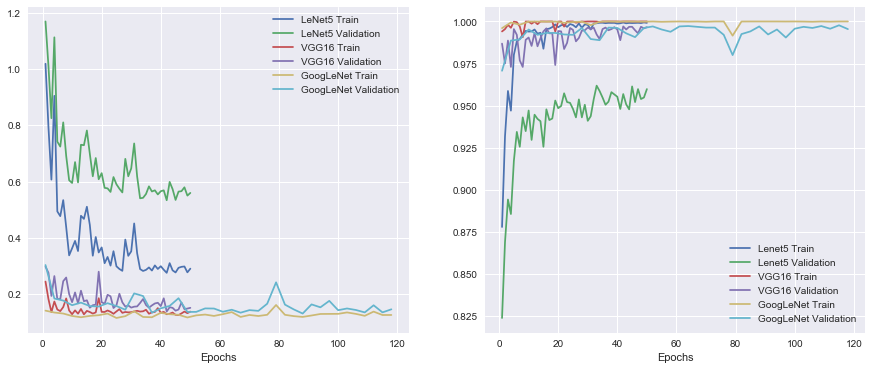 1.2
1.0
0.8
0.6
0.4
0.2
0
20
40
60
80
100
120
Epochs
LeNet5 Train
LeNet5 Validation
VGG16 Train
VGG16 Validation
GoogLeNet Train
GoogLeNet Validation
1.000
0.975
0.950
0.925
0.900
0.875
0.850
0.825
0
20
40
60
80
100
120
Epochs
Lenet5 Train
Lenet5 Validation
VGG16 Train
VGG16 Validation
GoogLeNet Train
GoogLeNet Validation